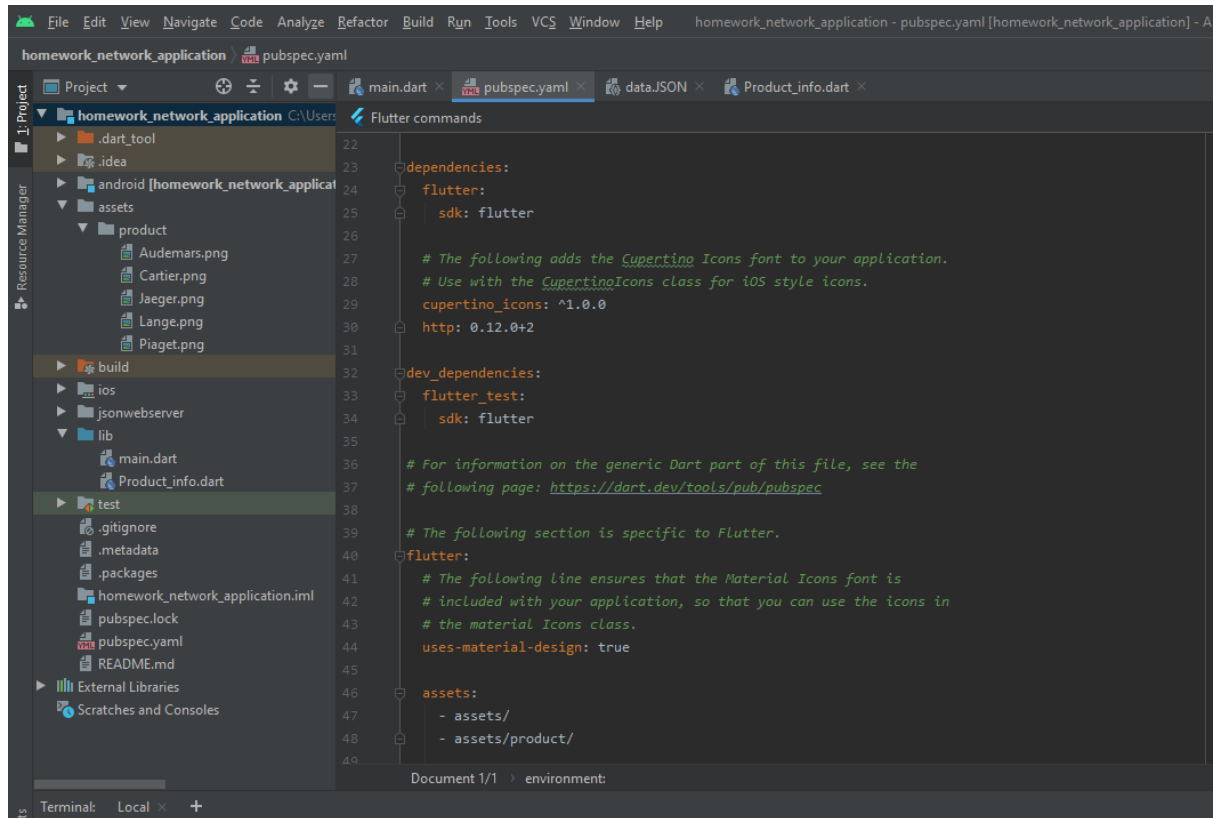 File Edit View Navigate Code Analyze Refactor Build Run Tools VCS Window Help homework_network_application - pubspec.yaml [homework_network_application] - A
homework_network_application pubspec.yaml
Project
main.dart pubspec.yaml data.JSON Product_info.dart
1: Project
Resource Manager
homework_network_application C:\Users
.dart_tool
.idea
android [homework_network_applicat
assets
product
Audemars.png
Cartier.png
Jaeger.png
Lange.png
Piaget.png
build
ios
jsonwebserver
lib
main.dart
Product_info.dart
test
.gitignore
.metadata
.packages
homework_network_application.iml
pubspec.lock
pubspec.yaml
README.md
External Libraries
Scratches and Consoles
Flutter commands
22
23 dependencies:
24 flutter:
25 sdk: flutter
26
27 # The following adds the Cupertino Icons font to your application.
28 # Use with the CupertinoIcons class for iOS style icons.
29 cupertino_icons: ^1.0.0
30 http: 0.12.0+2
31
32 dev_dependencies:
33 flutter_test:
34 sdk: flutter
35
36 # For information on the generic Dart part of this file, see the
37 # following page: https://dart.dev/tools/pub/pubspec
38
39 # The following section is specific to Flutter.
40 flutter:
41 # The following line ensures that the Material Icons font is
42 # included with your application, so that you can use the icons in
43 # the material Icons class.
44 uses-material-design: true
45
46 assets:
47 - assets/
48 - assets/product/
49
Document 1/1 environment:
Terminal: Local +